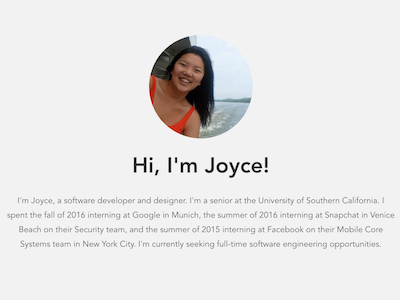 Hi, I'm Joyce!
I'm Joyce, a software developer and designer. I'm a senior at the University of Southern California. I
spent the fall of 2016 interning at Google in Munich, the summer of 2016 interning at Snapchat in Venice
Beach on their Security team, and the summer of 2015 interning at Facebook on their Mobile Core
Systems team in New York City. I'm currently seeking full-time software engineering opportunities.